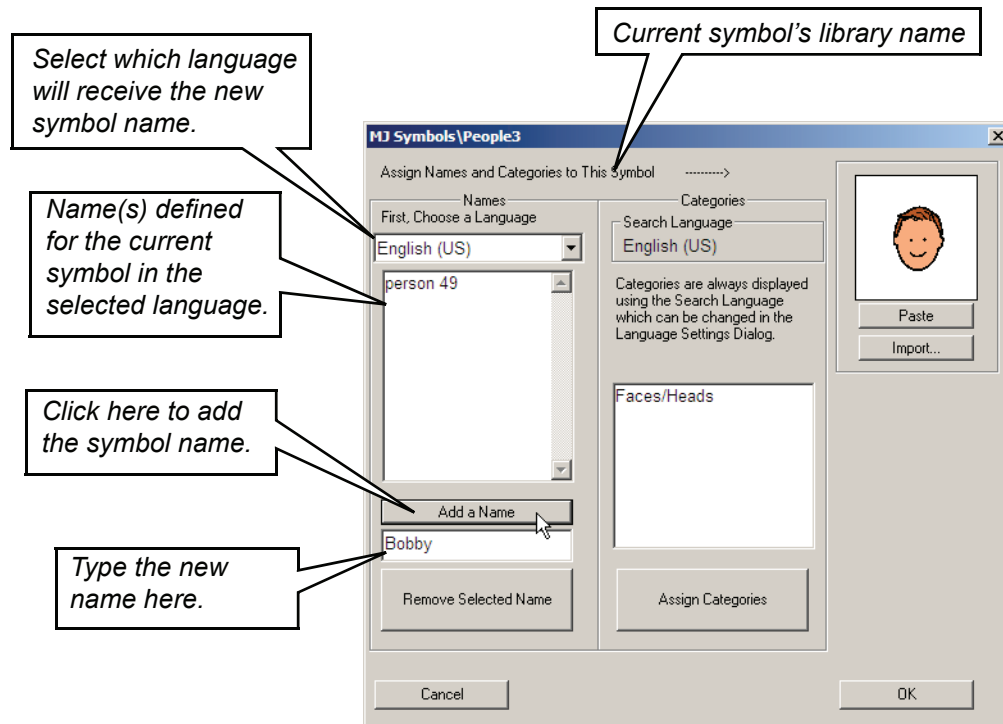 Current symbol's library name
Select which language
will receive the new
symbol name.
MJ Symbols\People3
Assign Names and Categories to This Symbol ---------->
Names
First, Choose a Language
English (US)
Name(s) defined
for the current
symbol in the
selected language.
person 49
Categories
Search Language
English (US)
Categories are always displayed
using the Search Language
which can be changed in the
Language Settings Dialog.
Paste
Import...
Faces/Heads
Click here to add
the symbol name.
Add a Name
Bobby
Type the new
name here.
Remove Selected Name
Assign Categories
Cancel
OK